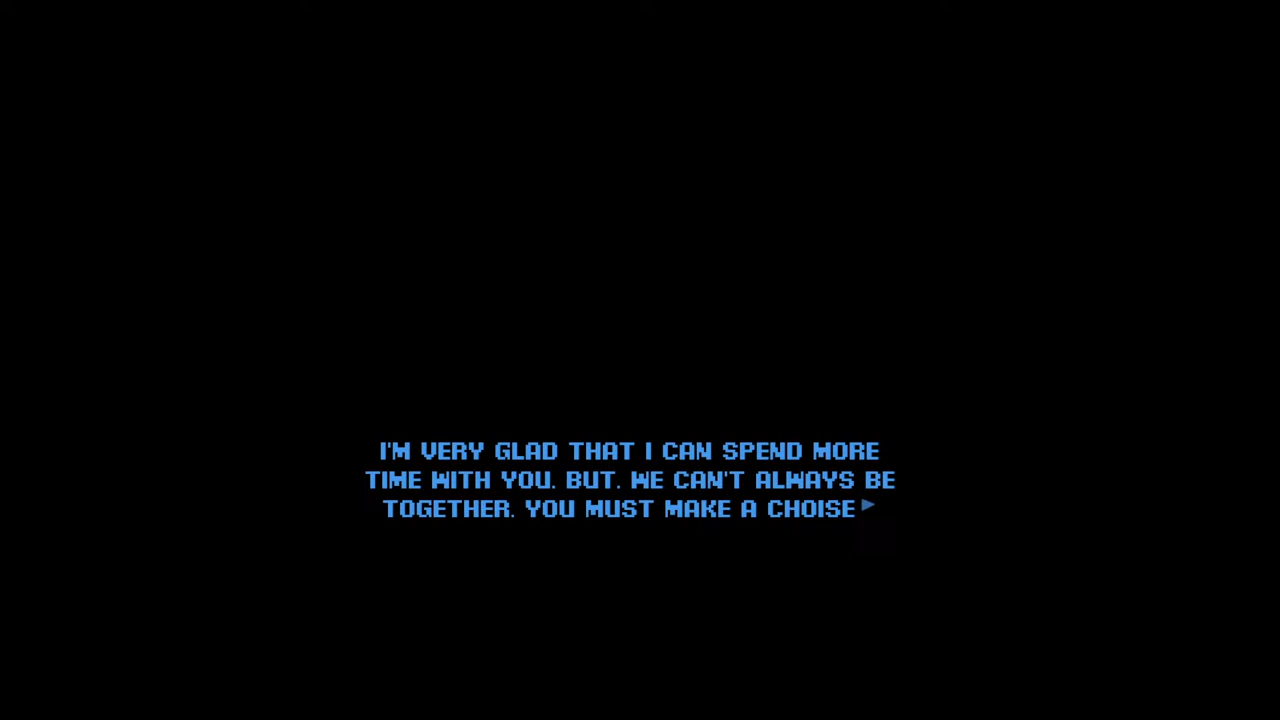 I'M VERY GLAD THAT I CAN SPEND MORE
TIME WITH YOU. BUT. WE CAN'T ALWAYS BE
TOGETHER. YOU MUST MAKE A CHOISE